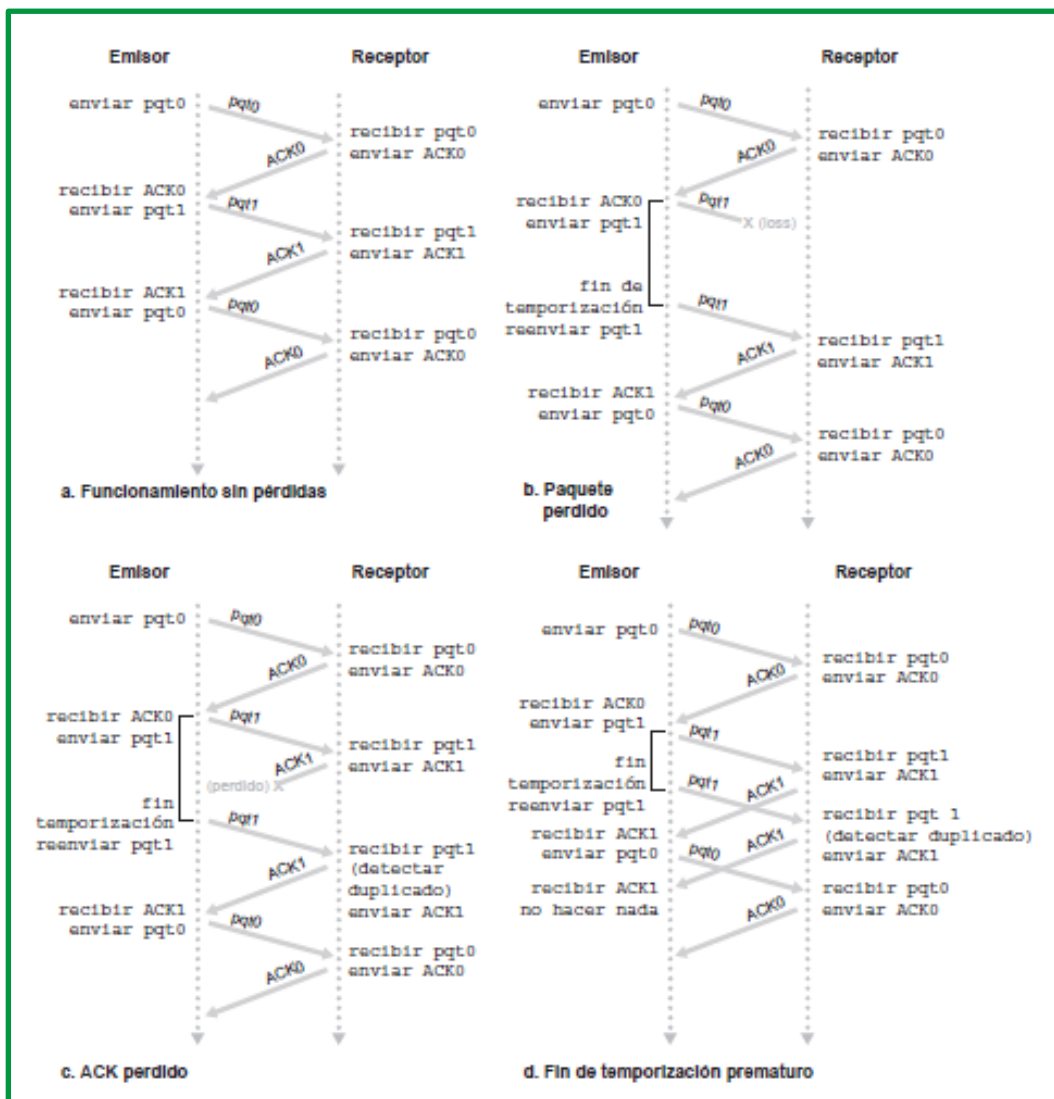 Emisor
Receptor
enviar pqt0
pqt0
recibir pqt0
enviar ACK0
ACK0
recibir ACK0
enviar pqt1
pqt1
recibir pqt1
enviar ACK1
ACK1
recibir ACK1
enviar pqt0
pqt0
recibir pqt0
enviar ACK0
ACK0
a. Funcionamiento sin pérdidas
Emisor
Receptor
enviar pqt0
pqt0
recibir pqt0
enviar ACK0
ACK0
recibir ACK0
enviar pqt1
pqt1
X (loss)
fin de
temporización
reenviar pqt1
pqt1
recibir pqt1
enviar ACK1
ACK1
recibir ACK1
enviar pqt0
pqt0
recibir pqt0
enviar ACK0
ACK0
b. Paquete
perdido
Emisor
Receptor
enviar pqt0
pqt0
recibir pqt0
enviar ACK0
ACK0
recibir ACK0
enviar pqt1
pqt1
recibir pqt1
enviar ACK1
ACK1
(perdido) X
fin
temporización
reenviar pqt1
pqt1
recibir pqt1
(detectar
duplicado)
enviar ACK1
ACK1
recibir ACK1
enviar pqt0
pqt0
recibir pqt0
enviar ACK0
ACK0
c. ACK perdido
Emisor
Receptor
enviar pqt0
pqt0
recibir pqt0
enviar ACK0
ACK0
recibir ACK0
enviar pqt1
pqt1
recibir pqt1
enviar ACK1
ACK1
fin
temporización
reenviar pqt1
pqt1
recibir pqt 1
(detectar duplicado)
enviar ACK1
ACK1
recibir ACK1
enviar pqt0
pqt0
recibir pqt0
enviar ACK0
recibir ACK1
no hacer nada
ACK0
d. Fin de temporización prematuro